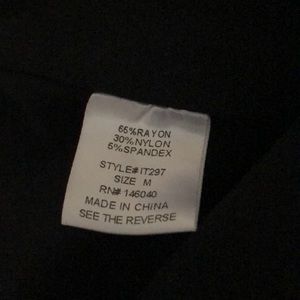 65%RAYON
30%NYLON
5%SPANDEX
STYLE#IT297
SIZE M
RN# 146040
MADE IN CHINA
SEE THE REVERSE